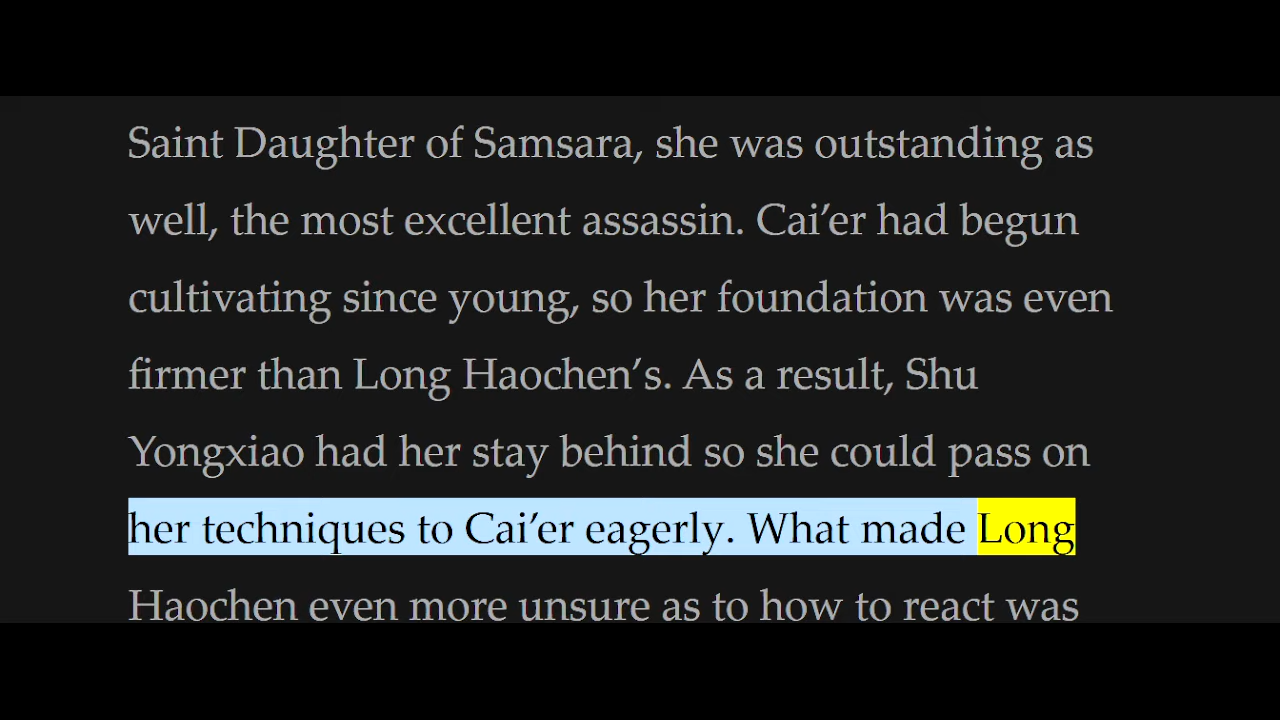 Saint Daughter of Samsara, she was outstanding as
well, the most excellent assassin. Cai’er had begun
cultivating since young, so her foundation was even
firmer than Long Haochen’s. As a result, Shu
Yongxiao had her stay behind so she could pass on
her techniques to Cai’er eagerly. What made Long
Haochen even more unsure as to how to react was